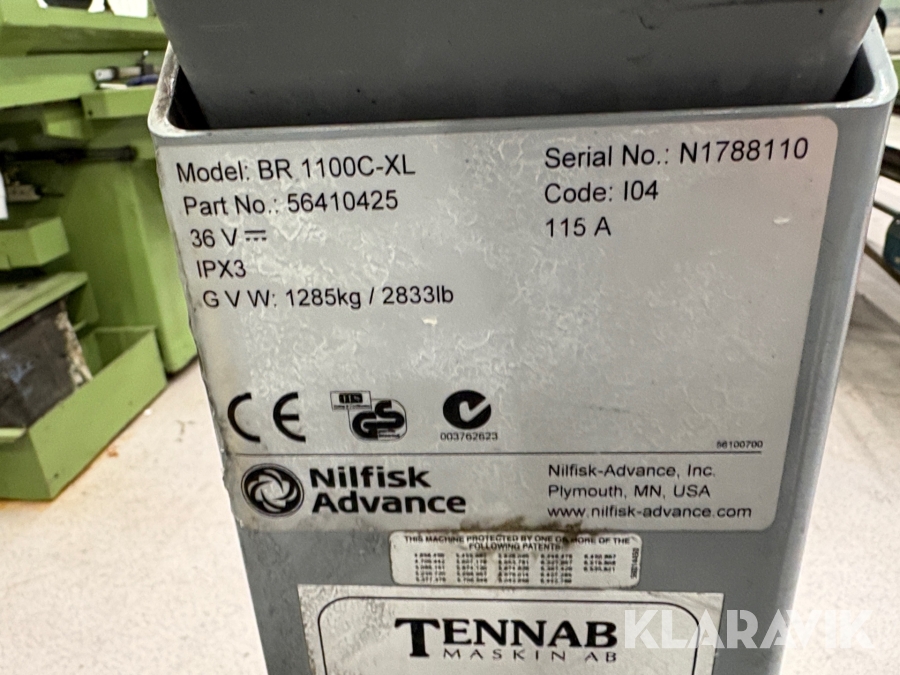 Model: BR 1100C-XL
Part No.: 56410425
36 V
IPX3
G V W: 1285kg / 2833lb
Serial No.: N1788110
Code: I04
115 A
CE
GS
003762623
56100700
Nilfisk
Advance
Nilfisk-Advance, Inc.
Plymouth, MN, USA
www.nilfisk-advance.com
THIS MACHINE PROTECTED BY ONE OR MORE OF THE
FOLLOWING PATENTS
TENNAB
MASKIN AB
KLARAVIK